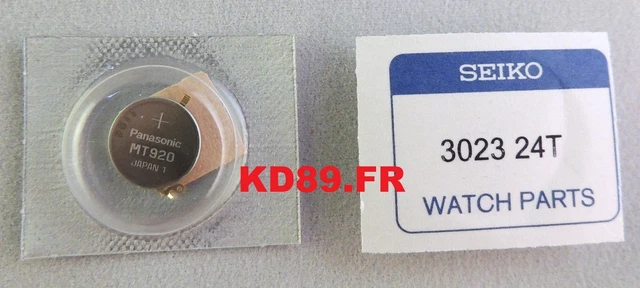 +
Panasonic
MT920
JAPAN 1
SEIKO
3023 24T
WATCH PARTS
KD89.FR